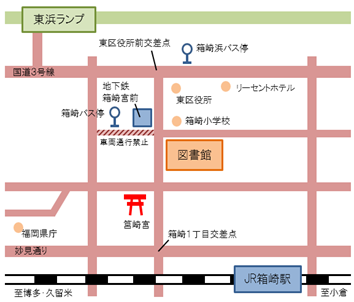 東浜ランプ
東区役所前交差点
箱崎浜バス停
国道3号線
地下鉄
箱崎宮前
リーセントホテル
東区役所
箱崎バス停
箱崎小学校
車両通行禁止
図書館
筥崎宮
福岡県庁
箱崎1丁目交差点
妙見通り
JR箱崎駅
至博多・久留米
至小倉